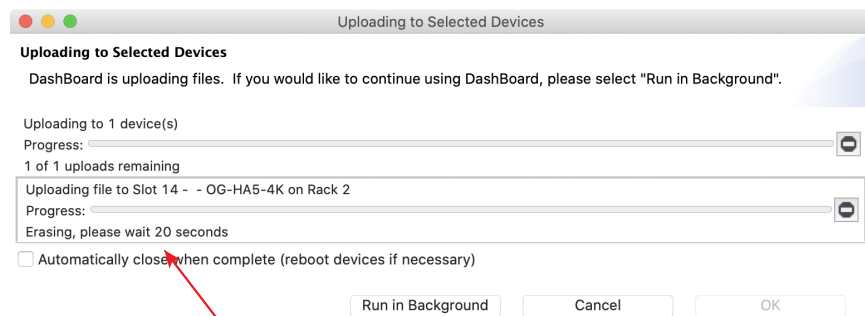 Uploading to Selected Devices
Uploading to Selected Devices
DashBoard is uploading files. If you would like to continue using DashBoard, please select "Run in Background".
Uploading to 1 device(s)
Progress:
1 of 1 uploads remaining
Uploading file to Slot 14 - - OG-HA5-4K on Rack 2
Progress:
Erasing, please wait 20 seconds
Automatically close when complete (reboot devices if necessary)
Run in Background Cancel OK